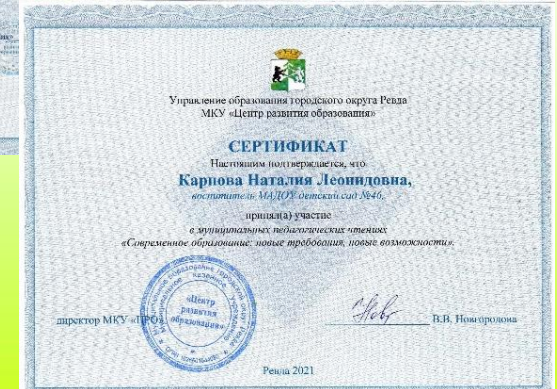 Управление образования городского округа Ревда
МКУ «Центр развития образования»
СЕРТИФИКАТ
Настоящим подтверждается, что
Карпова Наталия Леонидовна,
воспитатель МАДОУ детский сад №46,
принял(а) участие
в муниципальных педагогических чтениях
«Современное образование: новые требования, новые возможности».
«Центр
развития
образования»
директор МКУ «ЦРО»
В.В. Новгородова
Ревда 2021